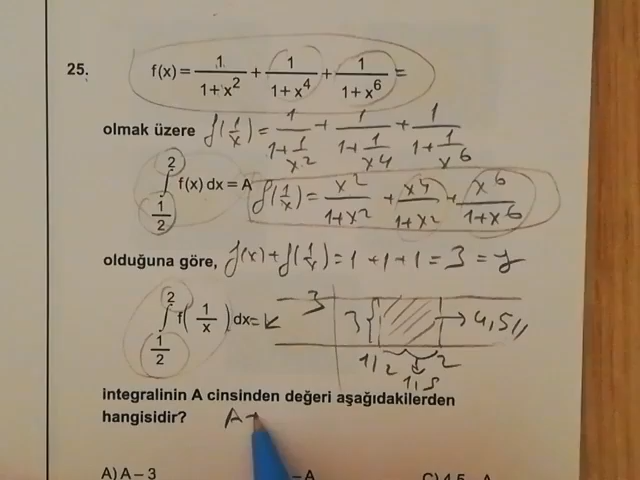 25. f(x) = 1/(1+x²) + 1/(1+x⁴) + 1/(1+x⁶) =
olmak üzere f(1/x) = 1/(1+1/x²) + 1/(1+1/x⁴) + 1/(1+1/x⁶)
∫_{1/2}^{2} f(x) dx = A f(1/x) = x²/(1+x²) + x⁴/(1+x²) + x⁶/(1+x⁶)
olduğuna göre, f(x) + f(1/x) = 1 + 1 + 1 = 3 = y
∫_{1/2}^{2} f(1/x) dx = K
3
3 → 4,5 //
1/2 2
1,5
integralinin A cinsinden değeri aşağıdakilerden
hangisidir? A+
A) A – 3 – A C) 4,5 – A